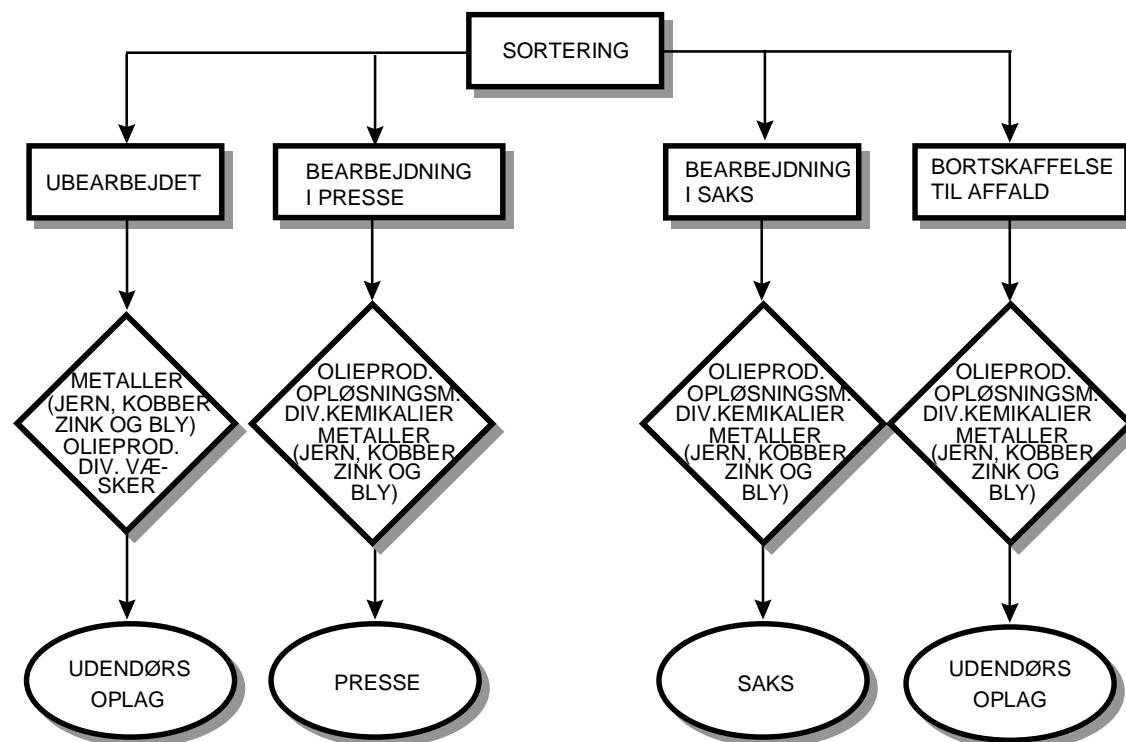 SORTERING
UBEARBEJDET
BEARBEJDNING
I PRESSE
BEARBEJDNING
I SAKS
BORTSKAFFELSE
TIL AFFALD
METALLER
(JERN, KOBBER
ZINK OG BLY)
OLIEPROD.
DIV. VÆ-
SKER
OLIEPROD.
OPLØSNINGSM.
DIV.KEMIKALIER
METALLER
(JERN, KOBBER
ZINK OG
BLY)
OLIEPROD.
OPLØSNINGSM.
DIV.KEMIKALIER
METALLER
(JERN, KOBBER
ZINK OG
BLY)
OLIEPROD.
OPLØSNINGSM.
DIV.KEMIKALIER
METALLER
(JERN, KOBBER
ZINK OG
BLY)
UDENDØRS
OPLAG
PRESSE
SAKS
UDENDØRS
OPLAG